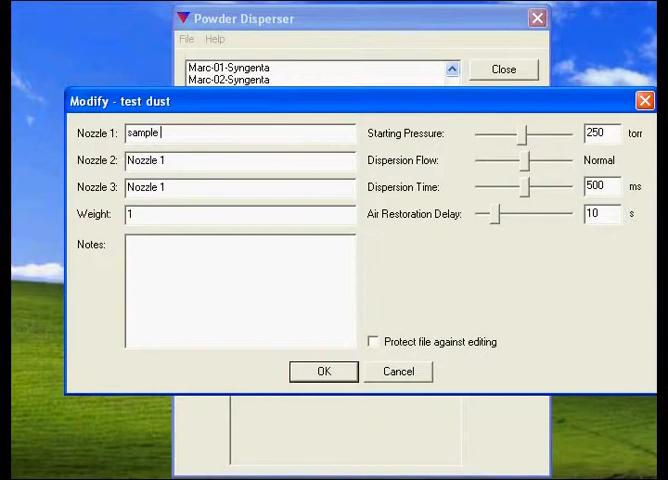 Powder Disperser
File Help
Marc-01-Syngenta
Marc-02-Syngenta
Close
Modify - test dust
Nozzle 1: sample
Nozzle 2: Nozzle 1
Nozzle 3: Nozzle 1
Weight: 1
Notes:
Starting Pressure: 250 torr
Dispersion Flow: Normal
Dispersion Time: 500 ms
Air Restoration Delay: 10 s
Protect file against editing
OK Cancel